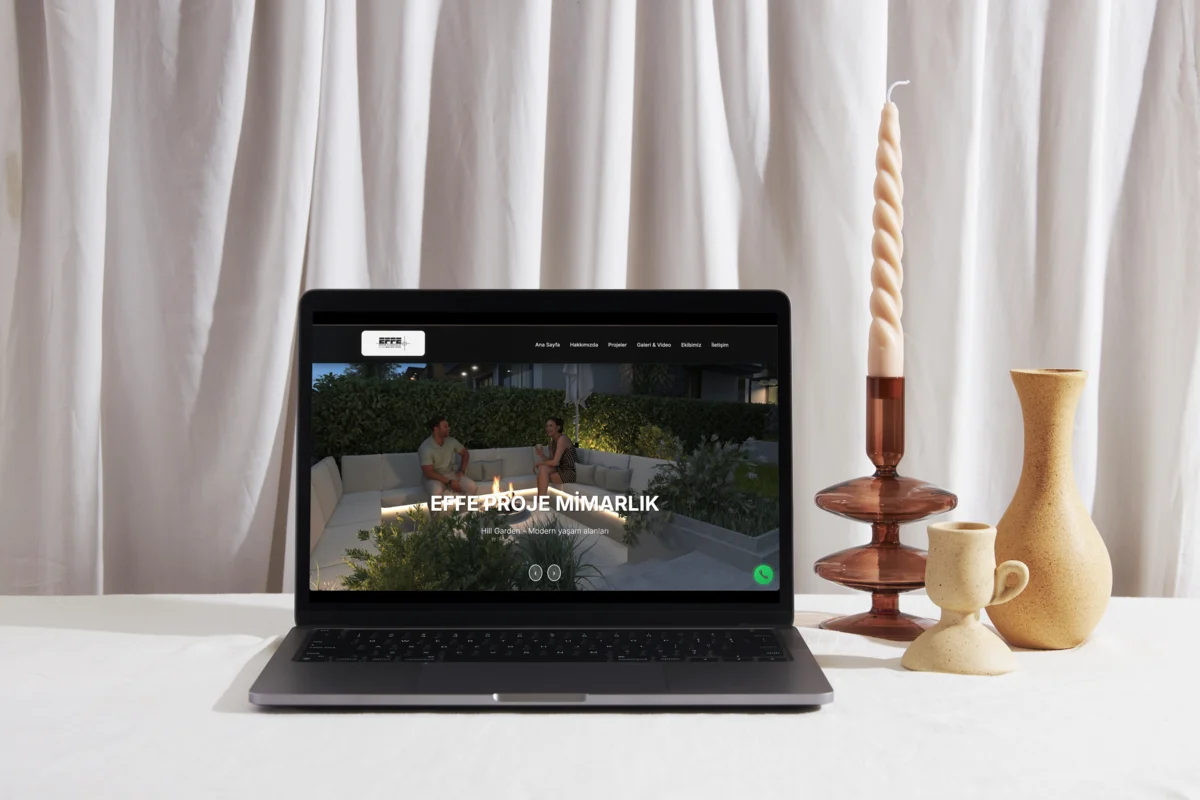 EFFE
Ana Sayfa Hakkımızda Projeler Galeri & Video Ekibimiz İletişim
EFFE PROJE MİMARLIK
Hill Garden - Modern yaşam alanları